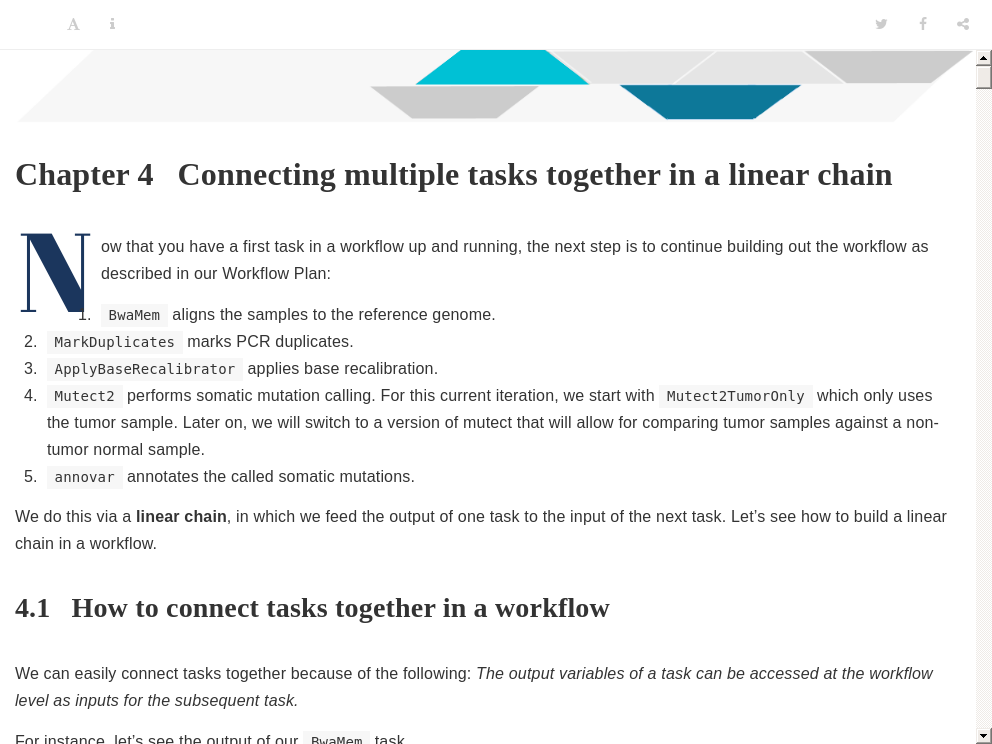 Chapter 4 Connecting multiple tasks together in a linear chain
Now that you have a first task in a workflow up and running, the next step is to continue building out the workflow as
described in our Workflow Plan:
1. BwaMem aligns the samples to the reference genome.
2. MarkDuplicates marks PCR duplicates.
3. ApplyBaseRecalibrator applies base recalibration.
4. Mutect2 performs somatic mutation calling. For this current iteration, we start with Mutect2TumorOnly which only uses
the tumor sample. Later on, we will switch to a version of mutect that will allow for comparing tumor samples against a non-
tumor normal sample.
5. annovar annotates the called somatic mutations.
We do this via a linear chain, in which we feed the output of one task to the input of the next task. Let’s see how to build a linear
chain in a workflow.
4.1 How to connect tasks together in a workflow
We can easily connect tasks together because of the following: The output variables of a task can be accessed at the workflow
level as inputs for the subsequent task.
For instance, let’s see the output of our BwaMem task.